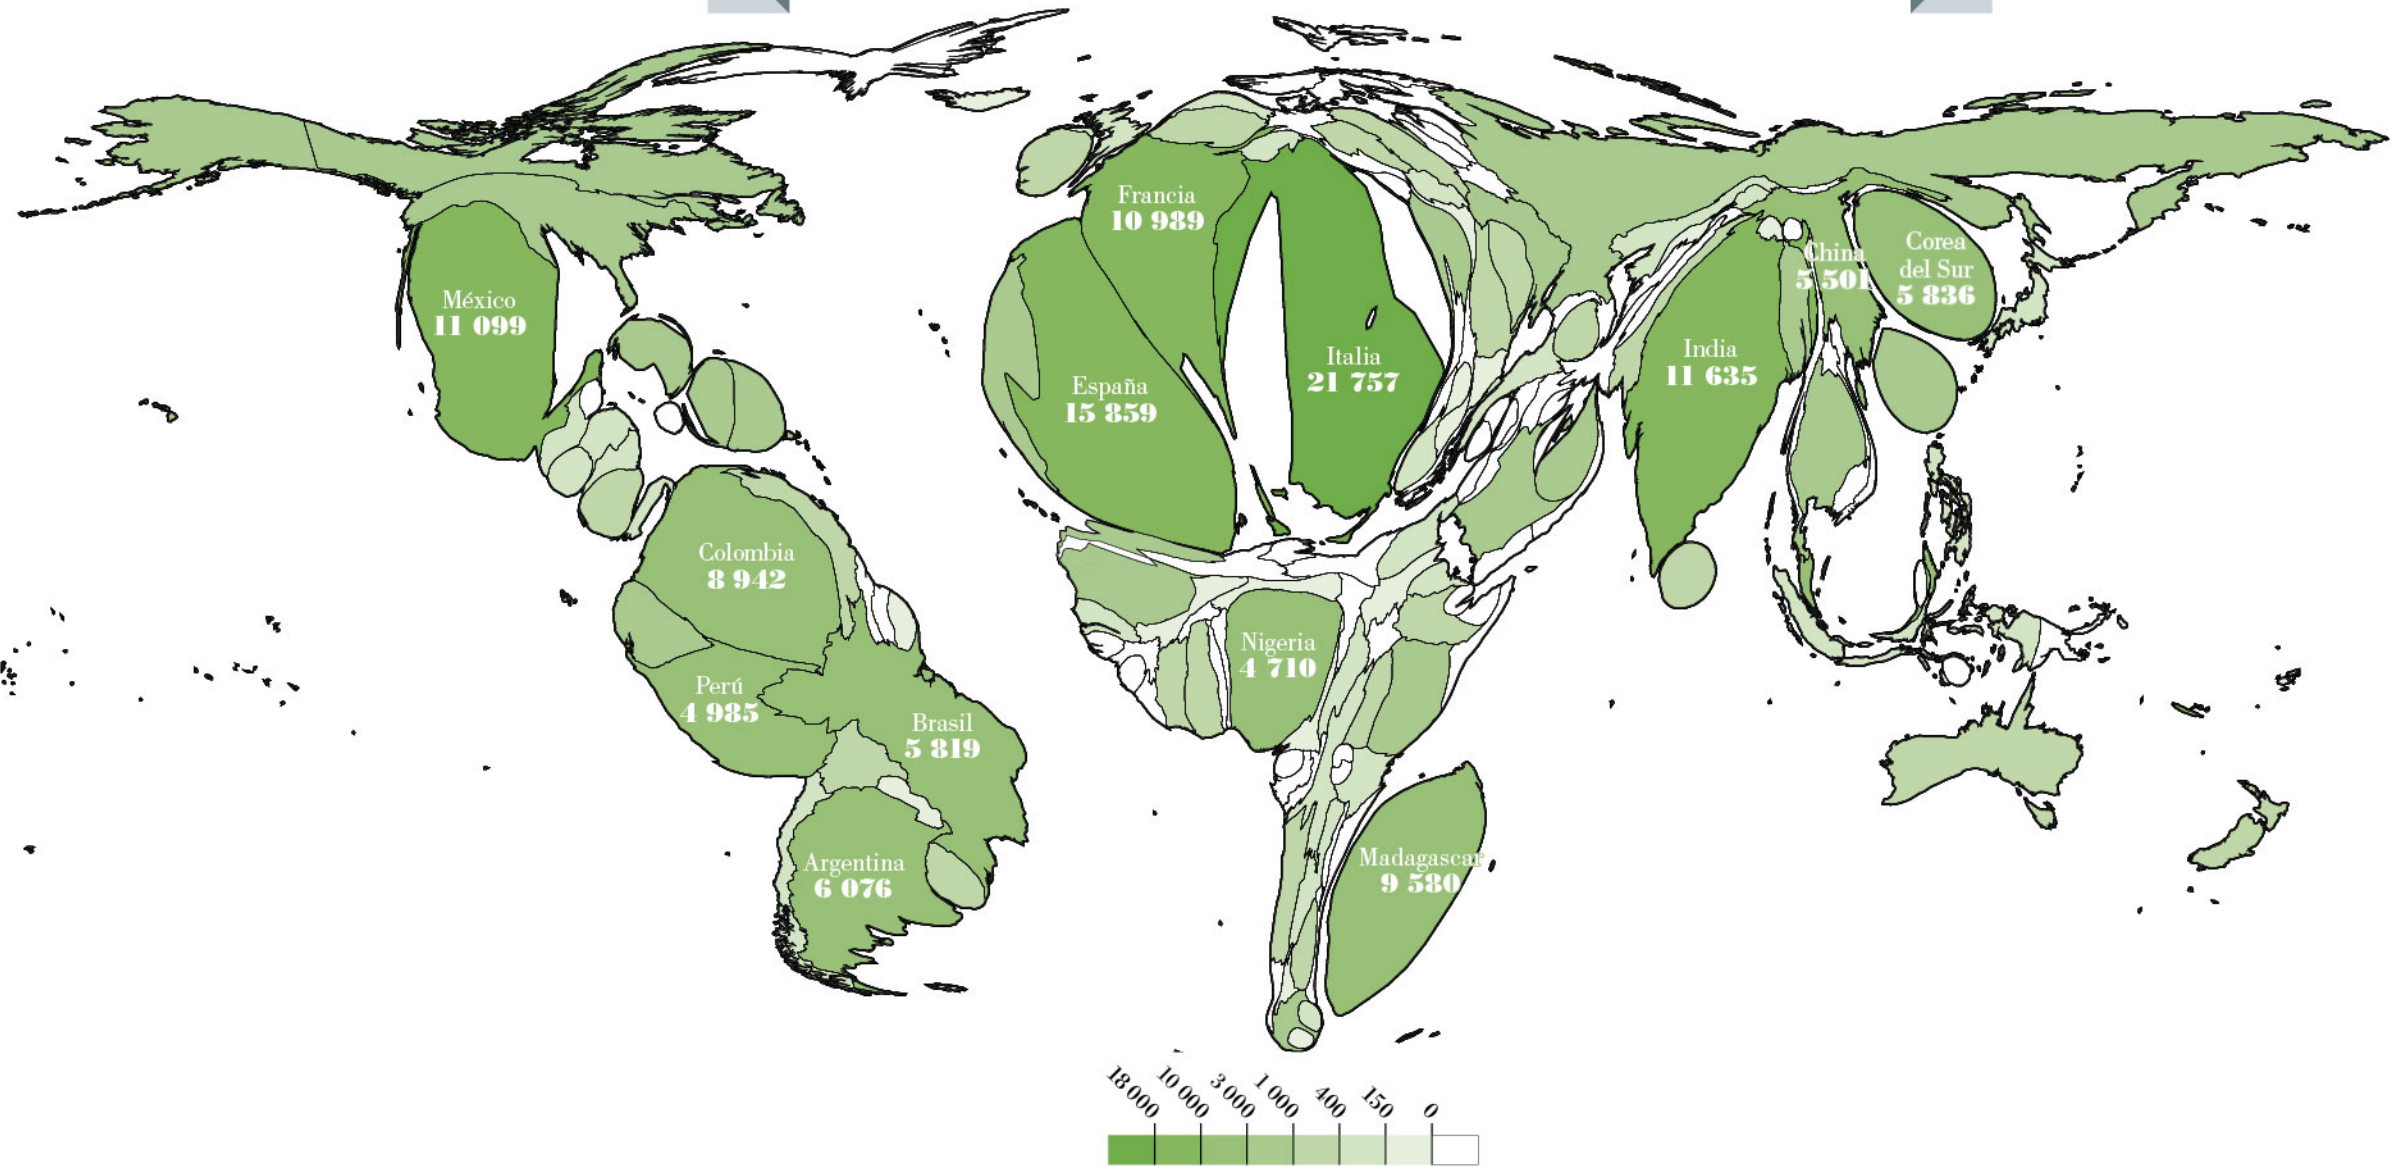 Francia
10 989
China
5 501
Corea
del Sur
5 836
México
11 099
España
15 859
Italia
21 757
India
11 635
Colombia
8 942
Nigeria
4 710
Perú
4 985
Brasil
5 819
Argentina
6 076
Madagascar
9 580
18 000
10 000
3 000
1 000
400
150
0